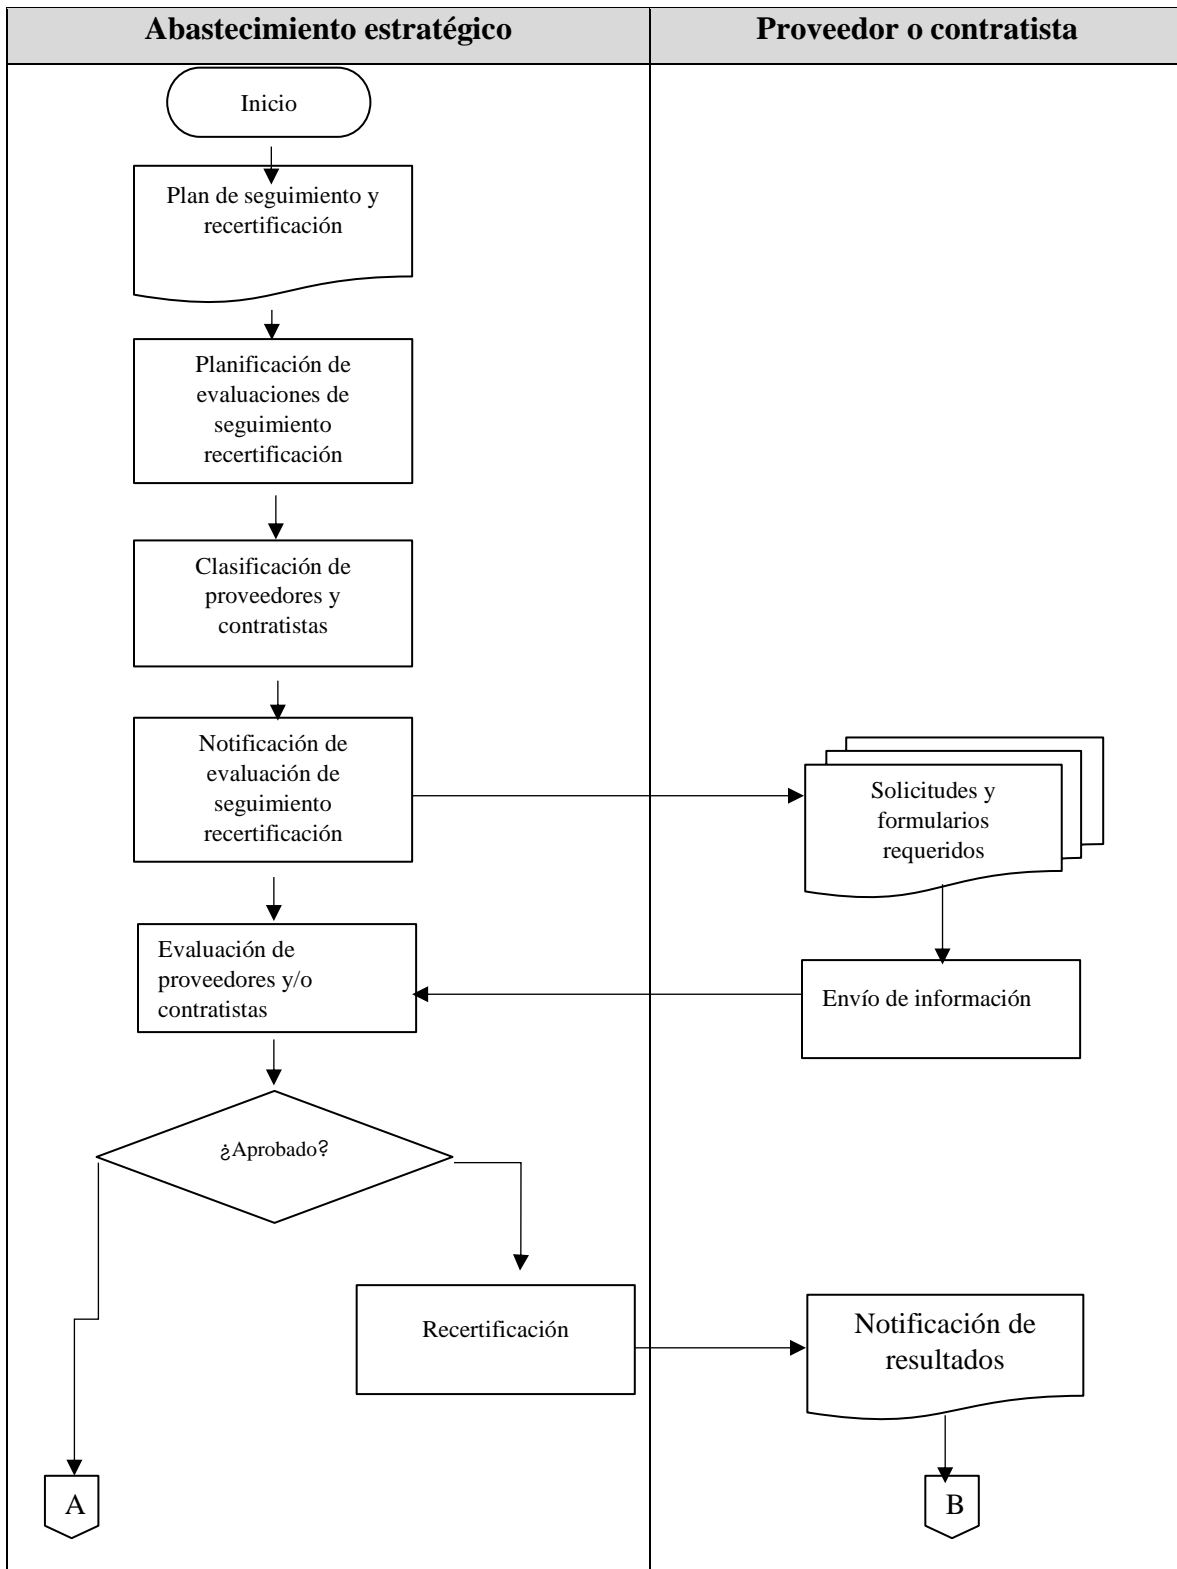 Abastecimiento estratégico
Proveedor o contratista
Inicio
Plan de seguimiento y
recertificación
Planificación de
evaluaciones de
seguimiento
recertificación
Clasificación de
proveedores y
contratistas
Notificación de
evaluación de
seguimiento
recertificación
Solicitudes y
formularios
requeridos
Evaluación de
proveedores y/o
contratistas
Envío de información
¿Aprobado?
Recertificación
Notificación de
resultados
A
B